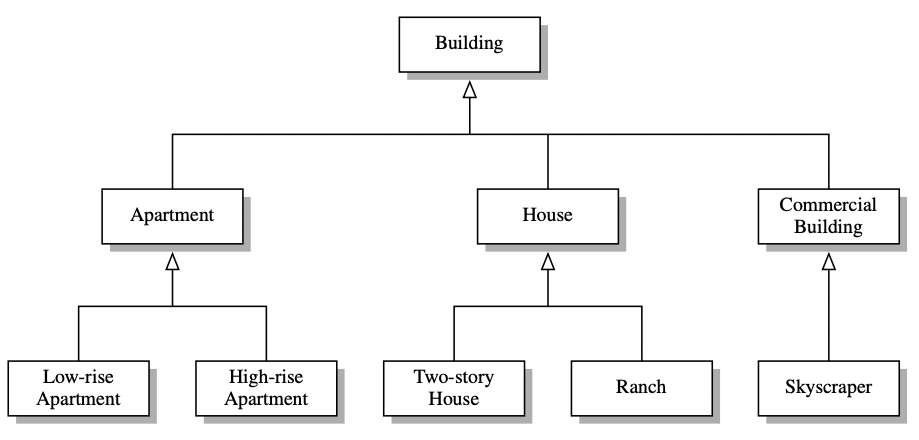 Building
Apartment
House
Commercial
Building
Low-rise
Apartment
High-rise
Apartment
Two-story
House
Ranch
Skyscraper